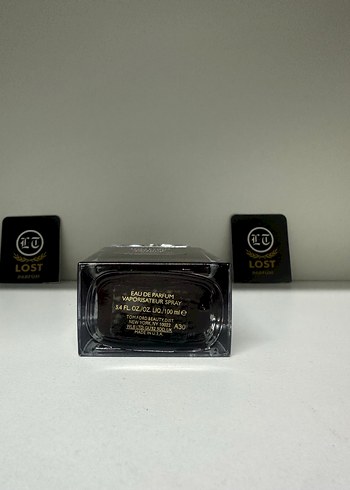 LT
LOST
PARFUM
LT
LOST
PARFUM
EAU DE PARFUM
VAPORISATEUR SPRAY
3.4 FL. OZ./OZ. LIQ./100 ml ℮
TOM FORD BEAUTY, DIST.
NEW YORK, NY 10022
A30
MADE IN U.S.A.